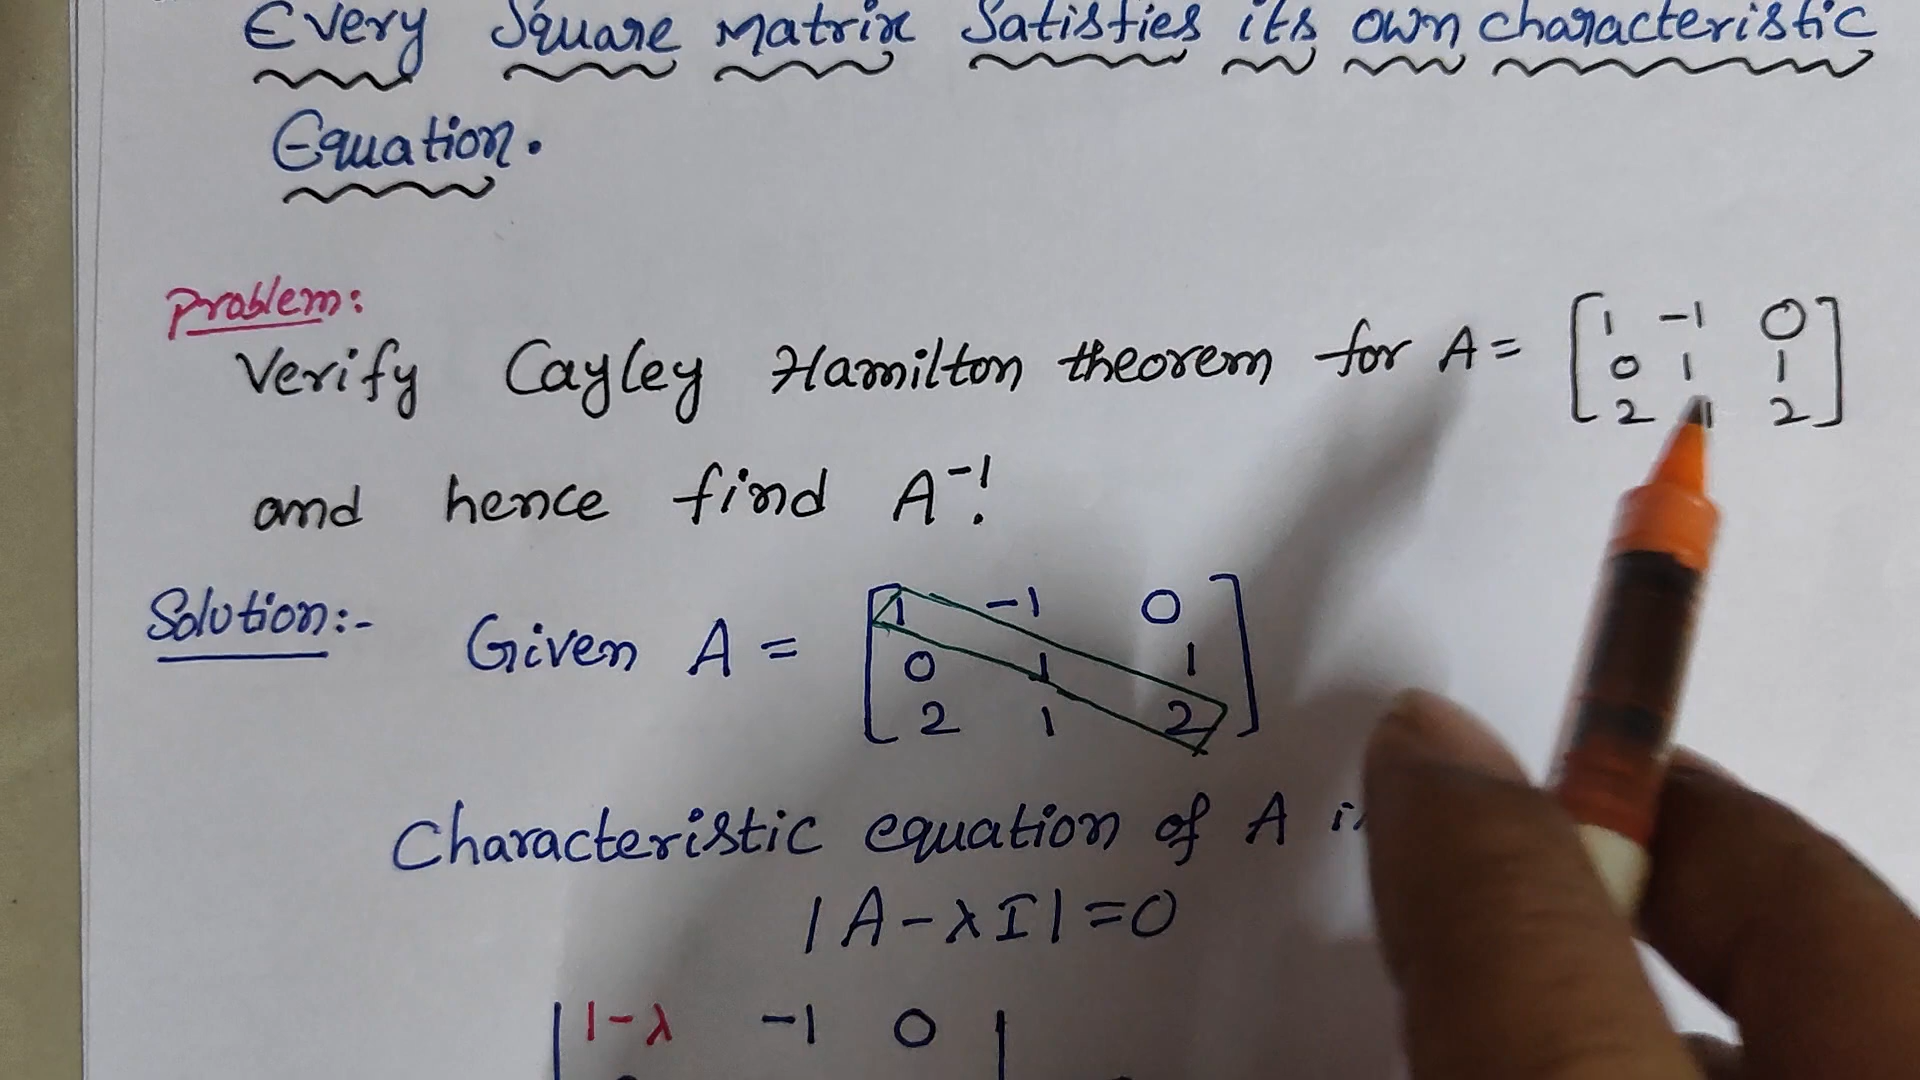 Every Square matrix Satisfies its own characteristic
Equation.
Problem:
Verify Cayley Hamilton theorem for A = [1 -1 0
0 1 1
2 1 2]
and hence find A⁻¹.
Solution:- Given A = [1 -1 0
0 1 1
2 1 2]
Characteristic equation of A
|A-λI|=0
|1-λ -1 0|